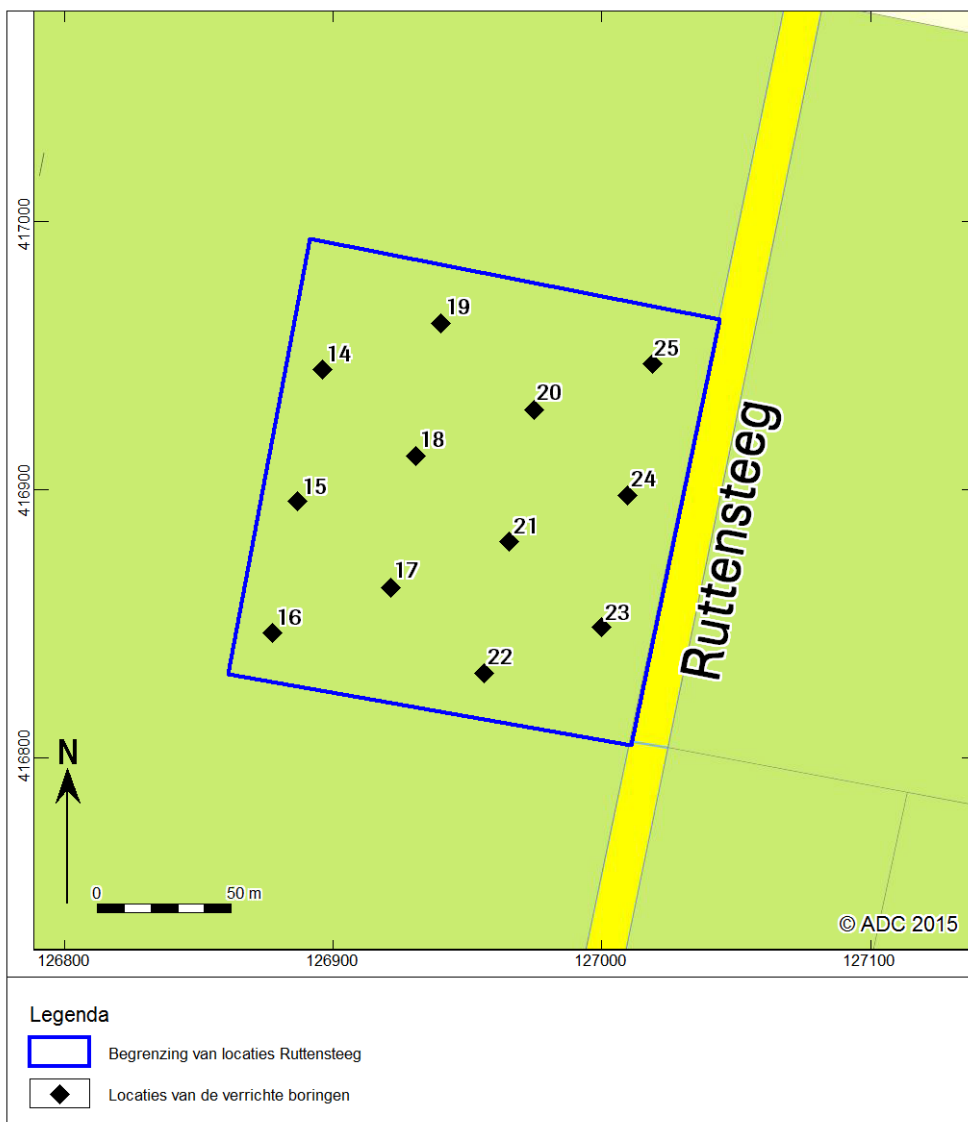 417000
19
14
25
20
18
24
15
416900
21
17
16
23
22
Ruttensteeg
416800
N
0 50 m
© ADC 2015
126800 126900 127000 127100
Legenda
Begrenzing van locaties Ruttensteeg
Locaties van de verrichte boringen